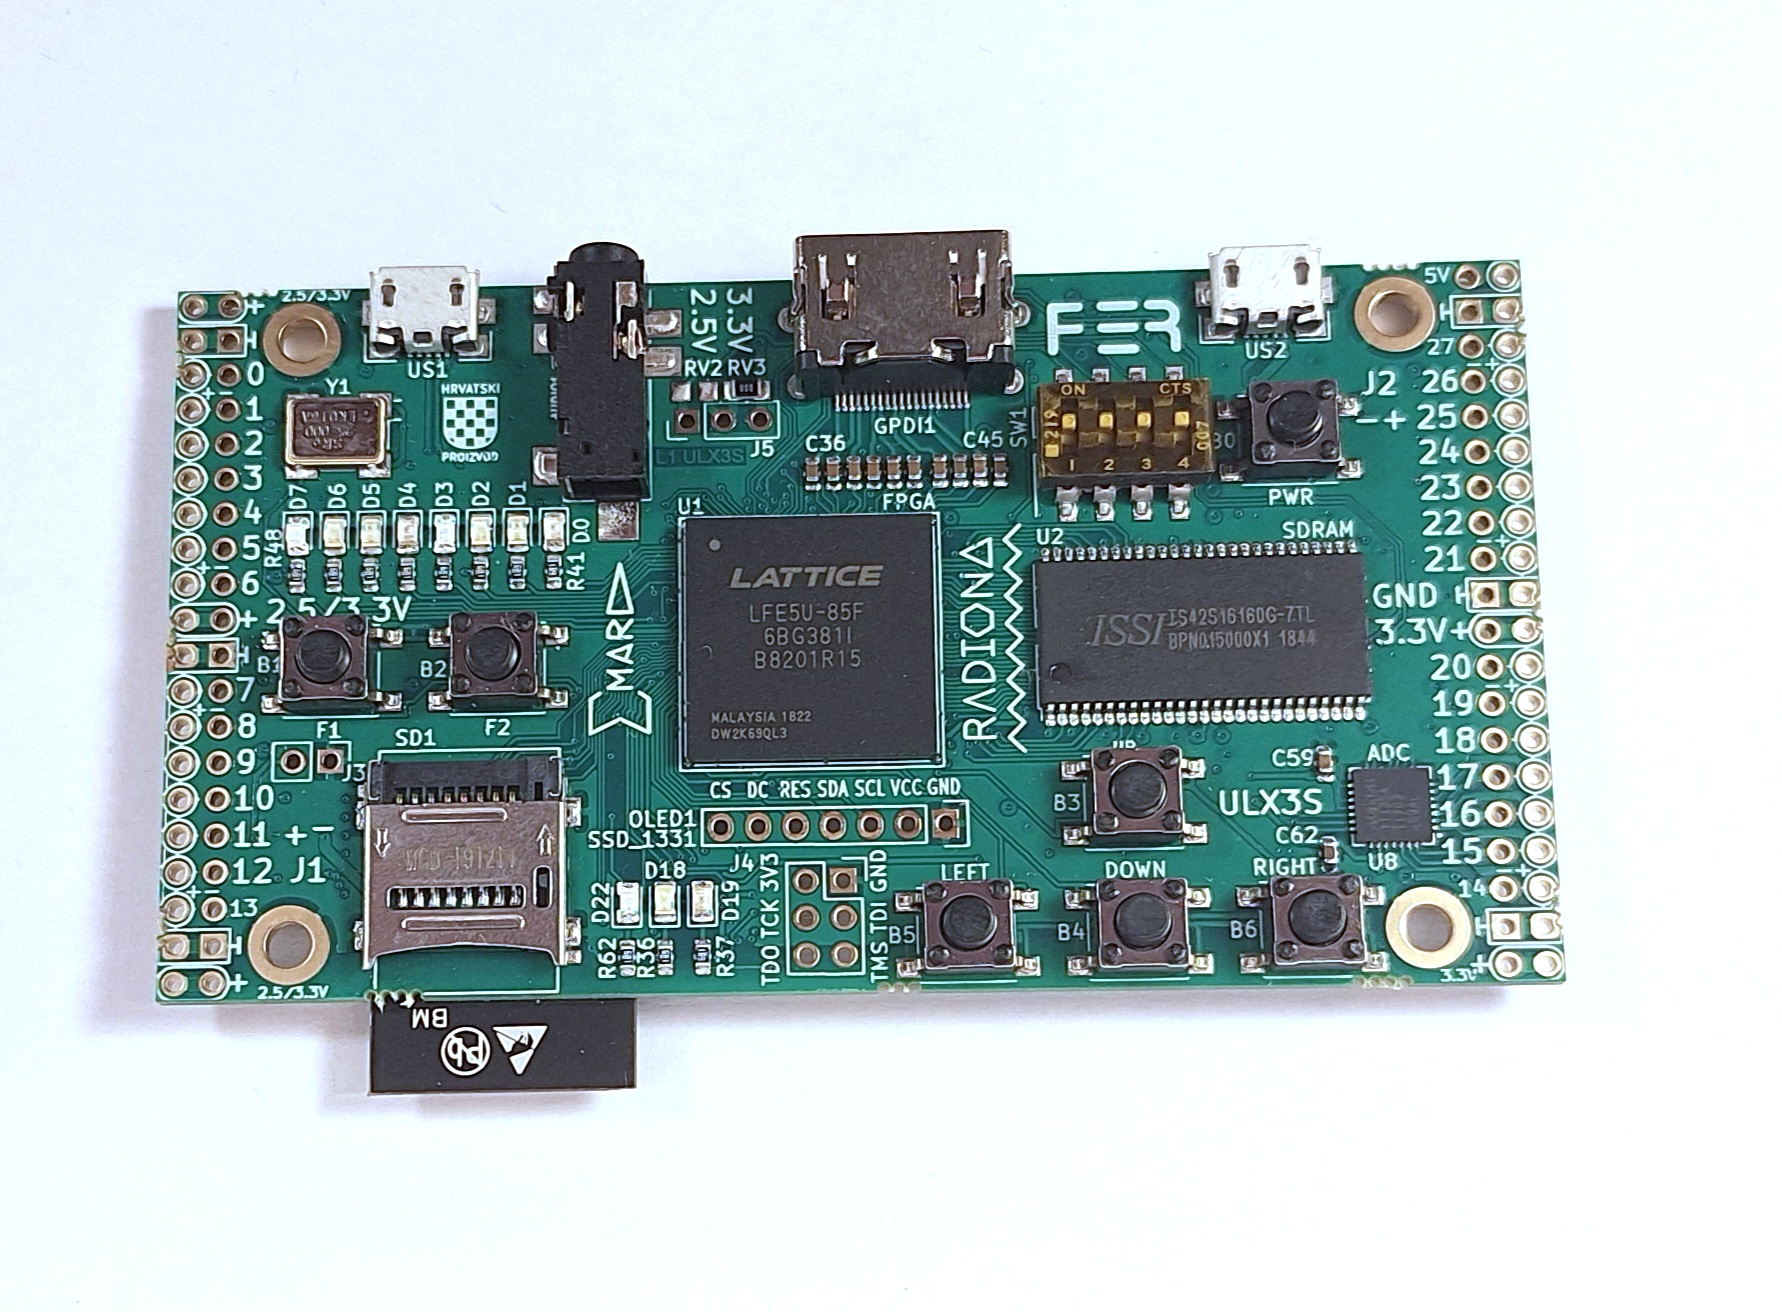 2.5/3.3V
+
H
0
1
2
3
4
5
6
+ 2.5/3.3V
H
7
8
9
10
11 +-
12 J1
13
H
+
2.5/3.3V
US1
Y1
HRVATSKI
PROIZVOD
3.3V
2.5V
RV2 RV3
J5
L1 ULX3S
GPDI1
C36
C45
FER
US2
ON CTS
1 2 3 4
SW1
PWR
J2
-+
5V
H
27
26
25
24
23
22
21
GND H
3.3V+
20
19
18
17
16
15
14
H
3.3V
+
D7
D6
D5
D4
D3
D2
D1
D0
R48
R41
B1
F1
B2
F2
J3
SD1
MARD
U1
FPGA
LATTICE
LFE5U-85F
6BG381I
B8201R15
MALAYSIA 1822
DW2K69QL3
RADIONA
U2
SDRAM
ISSI
IS42S16160G-7TL
1844
CS DC RES SDA SCL VCC GND
OLED1
SSD_1331
D22
D18
D19
R62
R36
R37
J4
TDO TCK 3V3
TMS TDI GND
UP
B3
LEFT
B5
DOWN
B4
RIGHT
B6
ULX3S
C59
C62
ADC
U8
BM
Pb